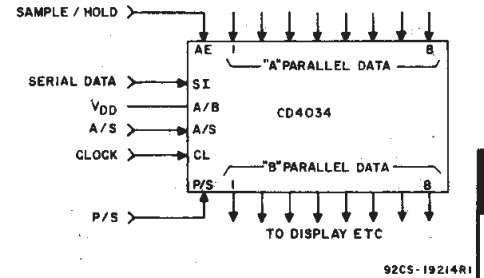 SAMPLE / HOLD
AE 1 8
"A" PARALLEL DATA
SERIAL DATA SI
VDD A/B
CD4034
A/S A/S
CLOCK CL
"B" PARALLEL DATA
P/S 1 8
P/S
TO DISPLAY ETC
92CS-19214R1